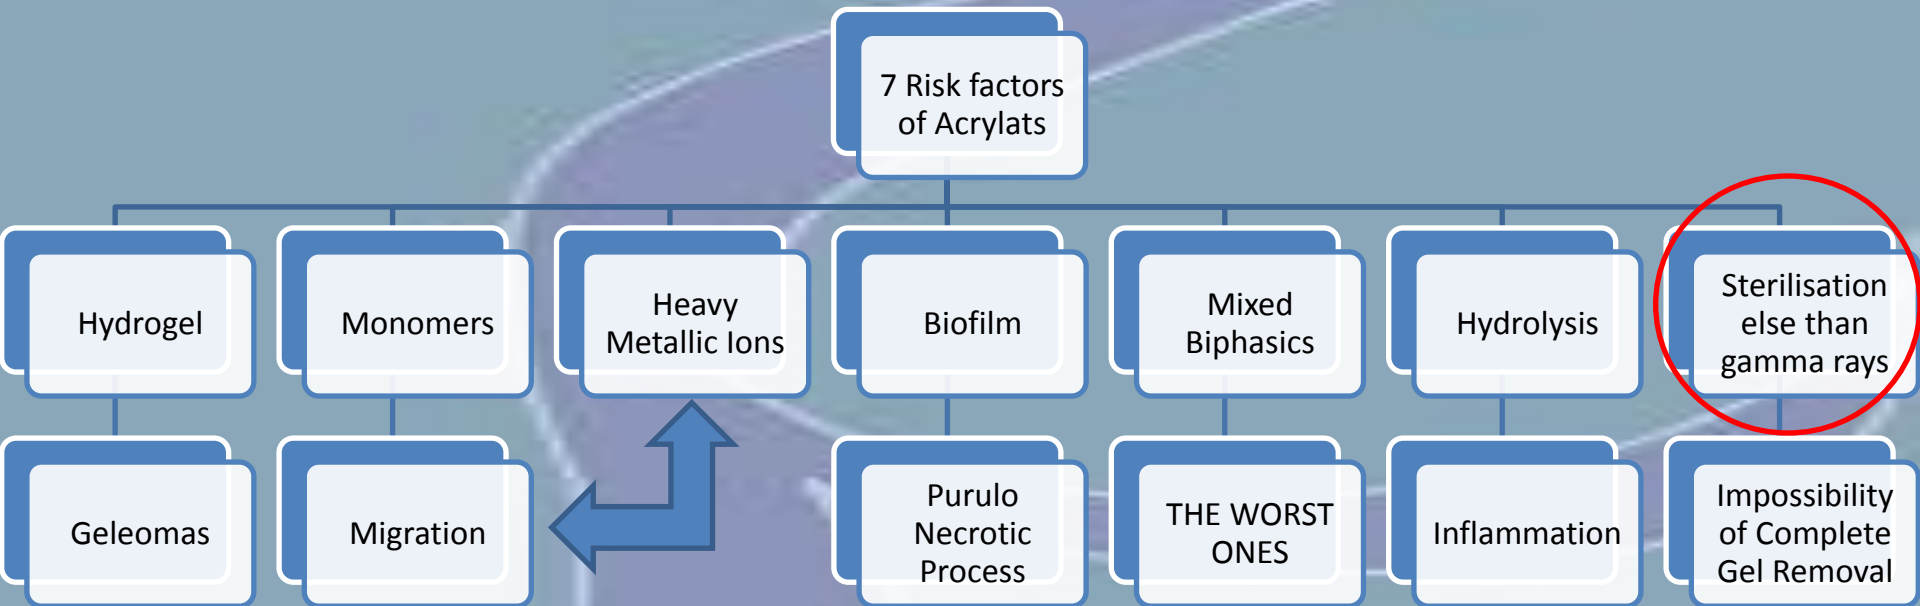 7 Risk factors
of Acrylats
Hydrogel
Monomers
Heavy
Metallic Ions
Biofilm
Mixed
Biphasics
Hydrolysis
Sterilisation
else than
gamma rays
Geleomas
Migration
Purulo
Necrotic
Process
THE WORST
ONES
Inflammation
Impossibility
of Complete
Gel Removal